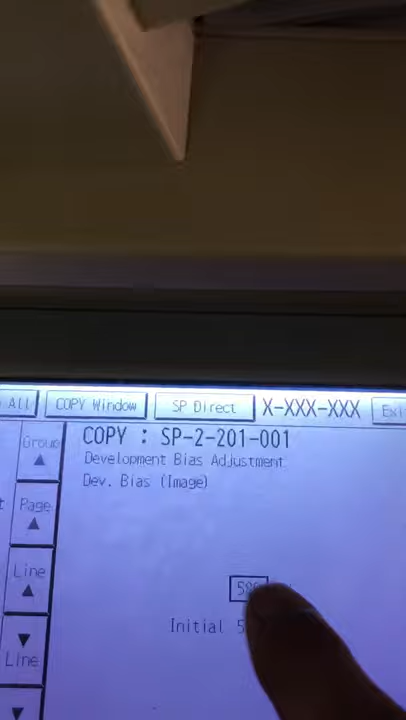 All COPY Window SP Direct X-XXX-XXX
COPY : SP-2-201-001
Group
Development Bias Adjustment
Dev. Bias (Image)
Page
Line
Initial
Line